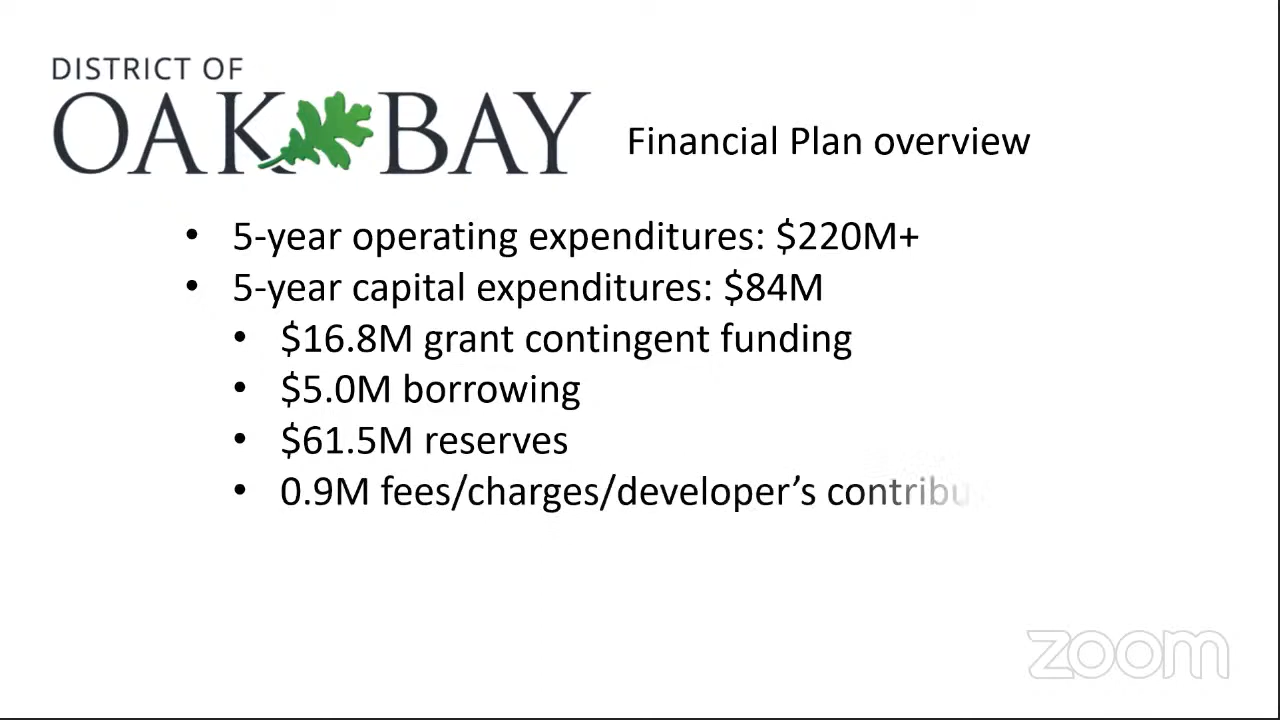 DISTRICT OF
OAK BAY
Financial Plan overview
• 5-year operating expenditures: $220M+
• 5-year capital expenditures: $84M
• $16.8M grant contingent funding
• $5.0M borrowing
• $61.5M reserves
• 0.9M fees/charges/developer’s
zoom